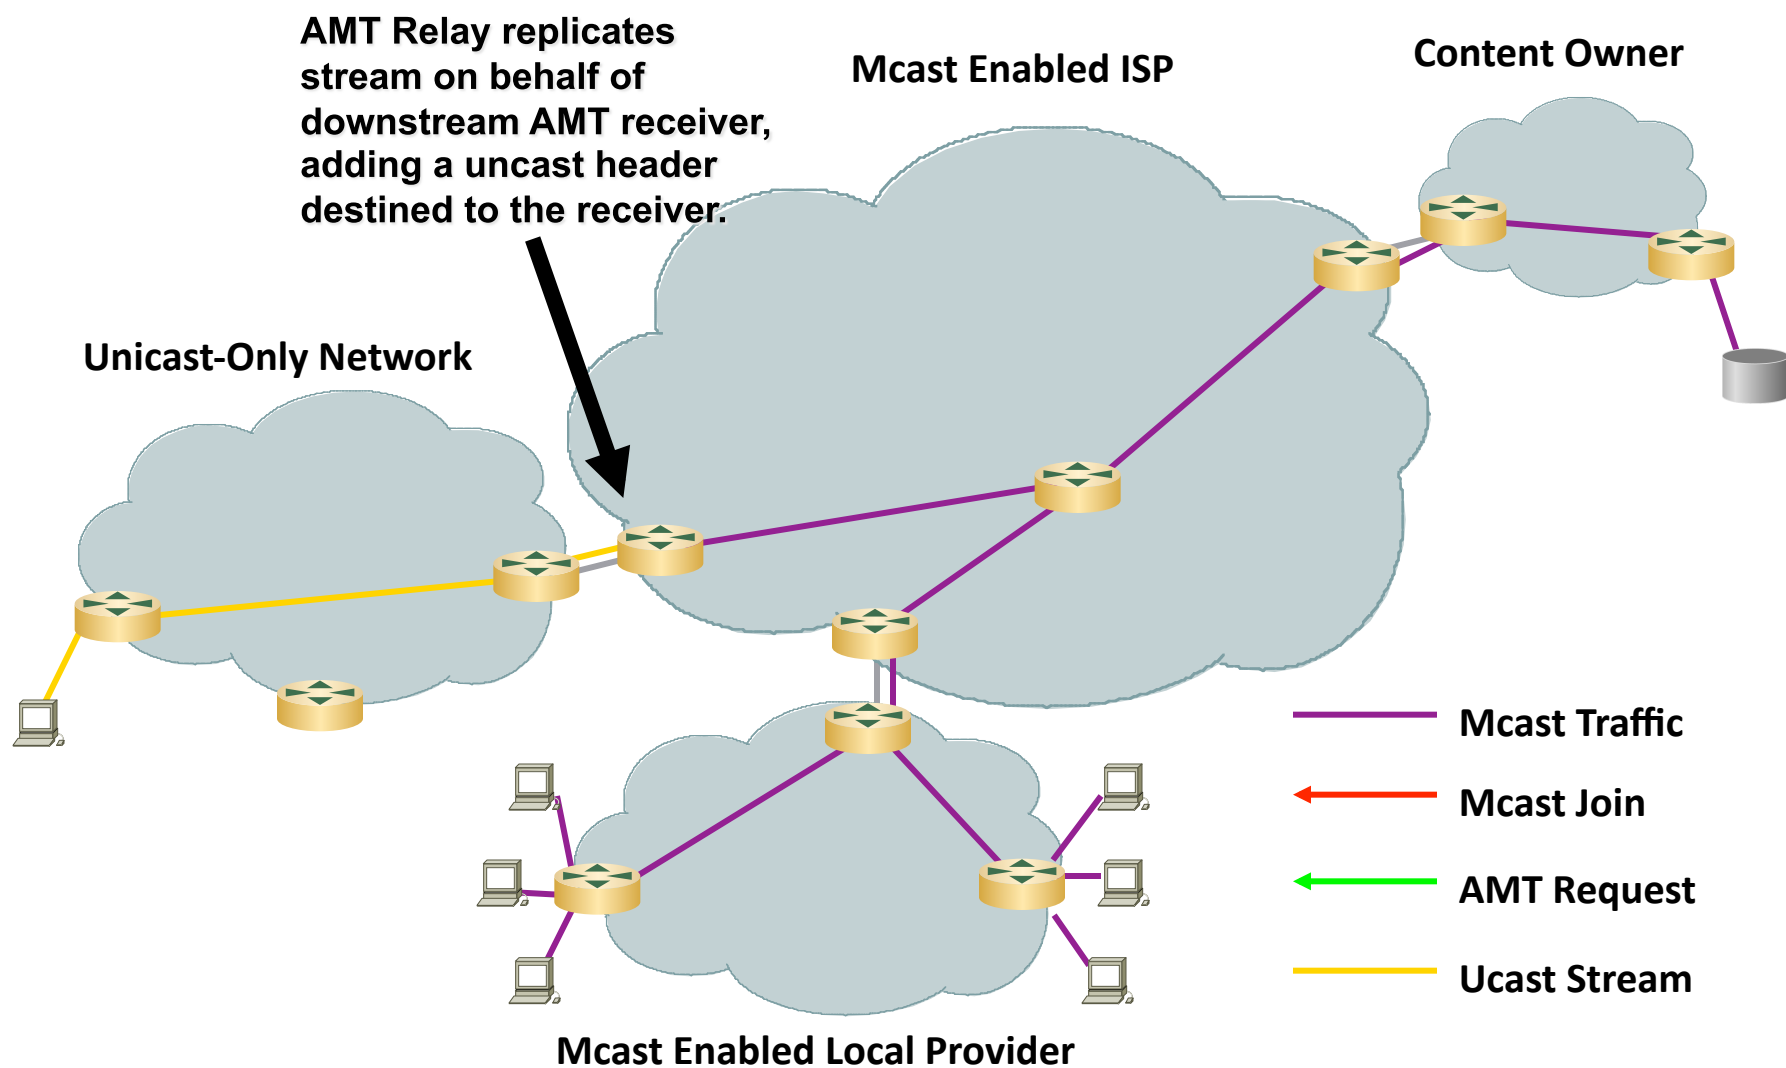 AMT Relay replicates
stream on behalf of
downstream AMT receiver,
adding a uncast header
destined to the receiver.
Mcast Enabled ISP
Content Owner
Unicast-Only Network
Mcast Traffic
Mcast Join
AMT Request
Ucast Stream
Mcast Enabled Local Provider